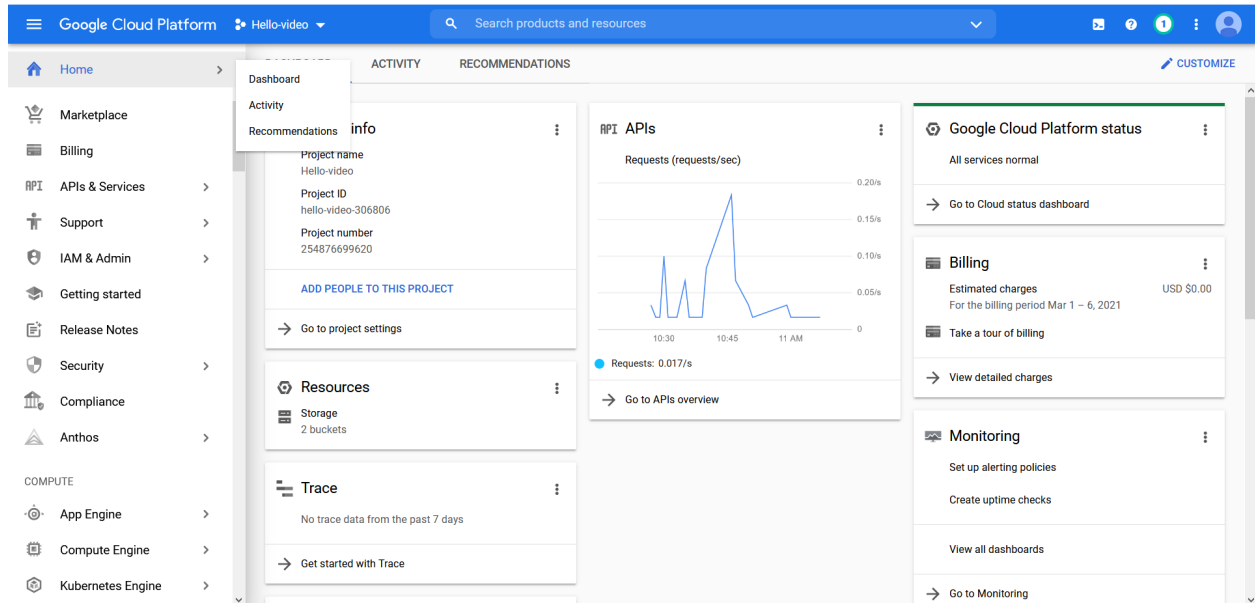 Google Cloud Platform
Hello-video
Search products and resources
1
Home
Marketplace
Billing
API APIs & Services
Support
IAM & Admin
Getting started
Release Notes
Security
Compliance
Anthos
COMPUTE
App Engine
Compute Engine
Kubernetes Engine
Dashboard
Activity
Recommendations
ACTIVITY
RECOMMENDATIONS
CUSTOMIZE
info
Project name
Hello-video
Project ID
hello-video-306806
Project number
254876699620
ADD PEOPLE TO THIS PROJECT
Go to project settings
Resources
Storage
2 buckets
Trace
No trace data from the past 7 days
Get started with Trace
API APIs
Requests (requests/sec)
0.20/s
0.15/s
0.10/s
0.05/s
0
10:30 10:45 11 AM
Requests: 0.017/s
Go to APIs overview
Google Cloud Platform status
All services normal
Go to Cloud status dashboard
Billing
Estimated charges USD $0.00
For the billing period Mar 1 – 6, 2021
Take a tour of billing
View detailed charges
Monitoring
Set up alerting policies
Create uptime checks
View all dashboards
Go to Monitoring